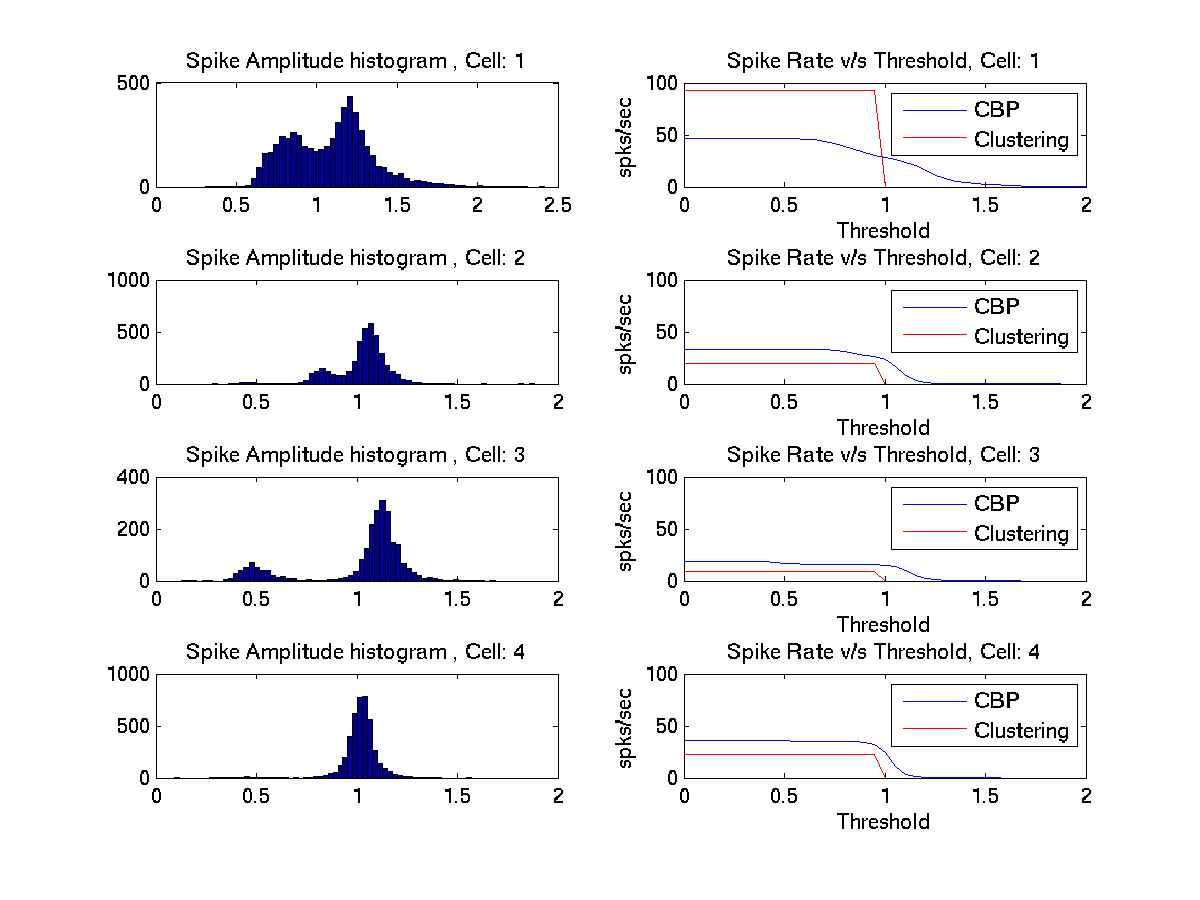 Spike Amplitude histogram , Cell: 1
500
0
0 0.5 1 1.5 2 2.5
Spike Rate v/s Threshold, Cell: 1
spks/sec
100
50
0
CBP
Clustering
0 0.5 1 1.5 2
Threshold
Spike Amplitude histogram , Cell: 2
1000
500
0
0 0.5 1 1.5 2
Spike Rate v/s Threshold, Cell: 2
spks/sec
100
50
0
CBP
Clustering
0 0.5 1 1.5 2
Threshold
Spike Amplitude histogram , Cell: 3
400
200
0
0 0.5 1 1.5 2
Spike Rate v/s Threshold, Cell: 3
spks/sec
100
50
0
CBP
Clustering
0 0.5 1 1.5 2
Threshold
Spike Amplitude histogram , Cell: 4
1000
500
0
0 0.5 1 1.5 2
Spike Rate v/s Threshold, Cell: 4
spks/sec
100
50
0
CBP
Clustering
0 0.5 1 1.5 2
Threshold